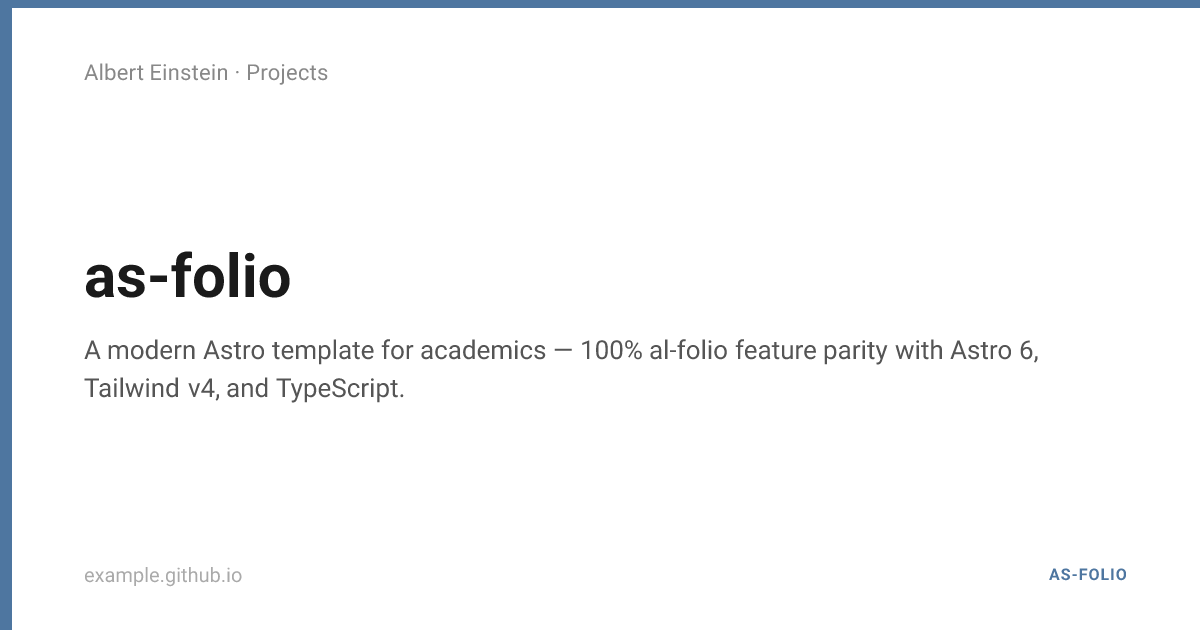 Albert Einstein · Projects
as-folio
A modern Astro template for academics — 100% al-folio feature parity with Astro 6,
Tailwind v4, and TypeScript.
example.github.io
AS-FOLIO